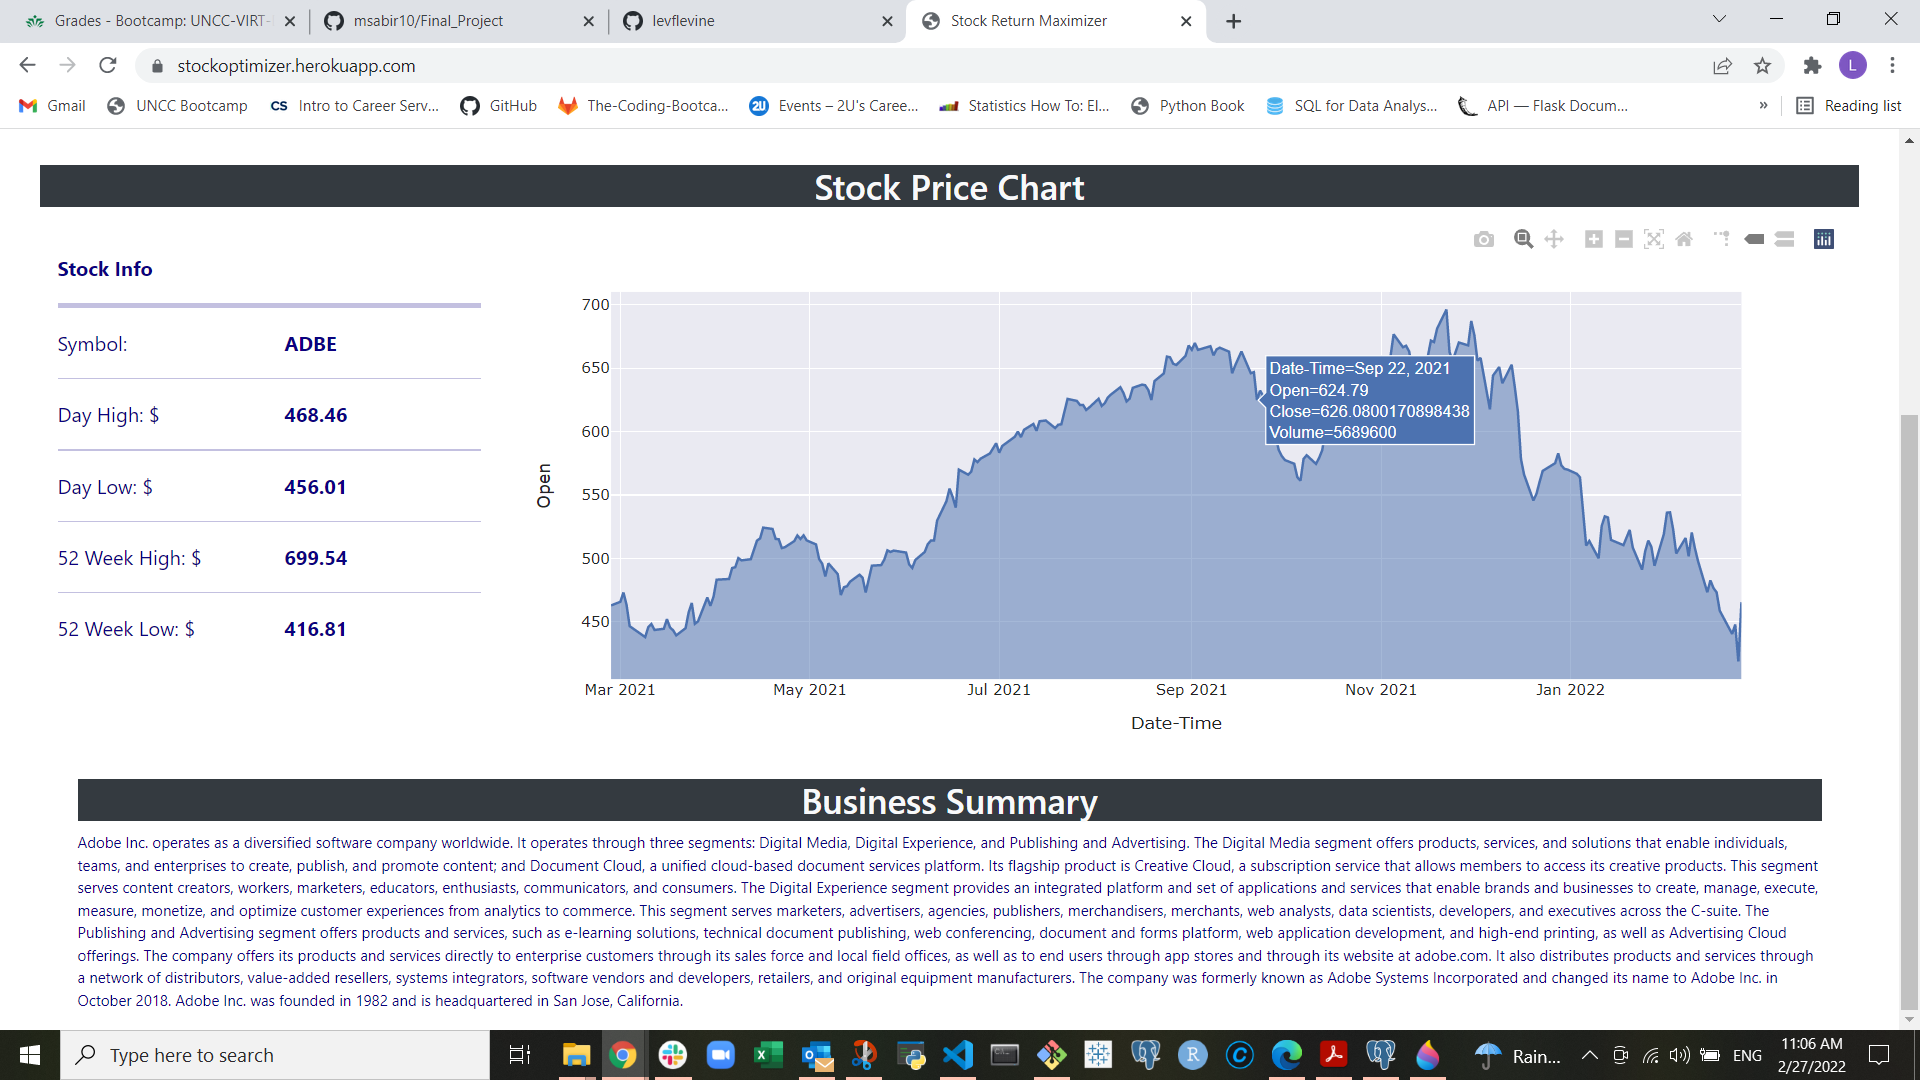 Grades - Bootcamp: UNCC-VIRT-
msabir10/Final_Project
levflevine
Stock Return Maximizer
stockoptimizer.herokuapp.com
L
Gmail
UNCC Bootcamp
CS Intro to Career Serv...
GitHub
The-Coding-Bootca...
2U Events – 2U's Caree...
Statistics How To: El...
Python Book
SQL for Data Analys...
API — Flask Docum...
»
Reading list
Stock Price Chart
Stock Info
Symbol: ADBE
Day High: $ 468.46
Day Low: $ 456.01
52 Week High: $ 699.54
52 Week Low: $ 416.81
700
650
600
550
500
450
Open
Date-Time=Sep 22, 2021
Open=624.79
Close=626.0800170898438
Volume=5689600
Mar 2021
May 2021
Jul 2021
Sep 2021
Nov 2021
Jan 2022
Date-Time
Business Summary
Adobe Inc. operates as a diversified software company worldwide. It operates through three segments: Digital Media, Digital Experience, and Publishing and Advertising. The Digital Media segment offers products, services, and solutions that enable individuals,
teams, and enterprises to create, publish, and promote content; and Document Cloud, a unified cloud-based document services platform. Its flagship product is Creative Cloud, a subscription service that allows members to access its creative products. This segment
serves content creators, workers, marketers, educators, enthusiasts, communicators, and consumers. The Digital Experience segment provides an integrated platform and set of applications and services that enable brands and businesses to create, manage, execute,
measure, monetize, and optimize customer experiences from analytics to commerce. This segment serves marketers, advertisers, agencies, publishers, merchandisers, merchants, web analysts, data scientists, developers, and executives across the C-suite. The
Publishing and Advertising segment offers products and services, such as e-learning solutions, technical document publishing, web conferencing, document and forms platform, web application development, and high-end printing, as well as Advertising Cloud
offerings. The company offers its products and services directly to enterprise customers through its sales force and local field offices, as well as to end users through app stores and through its website at adobe.com. It also distributes products and services through
a network of distributors, value-added resellers, systems integrators, software vendors and developers, retailers, and original equipment manufacturers. The company was formerly known as Adobe Systems Incorporated and changed its name to Adobe Inc. in
October 2018. Adobe Inc. was founded in 1982 and is headquartered in San Jose, California.
Type here to search
R
C
Rain...
ENG
11:06 AM
2/27/2022